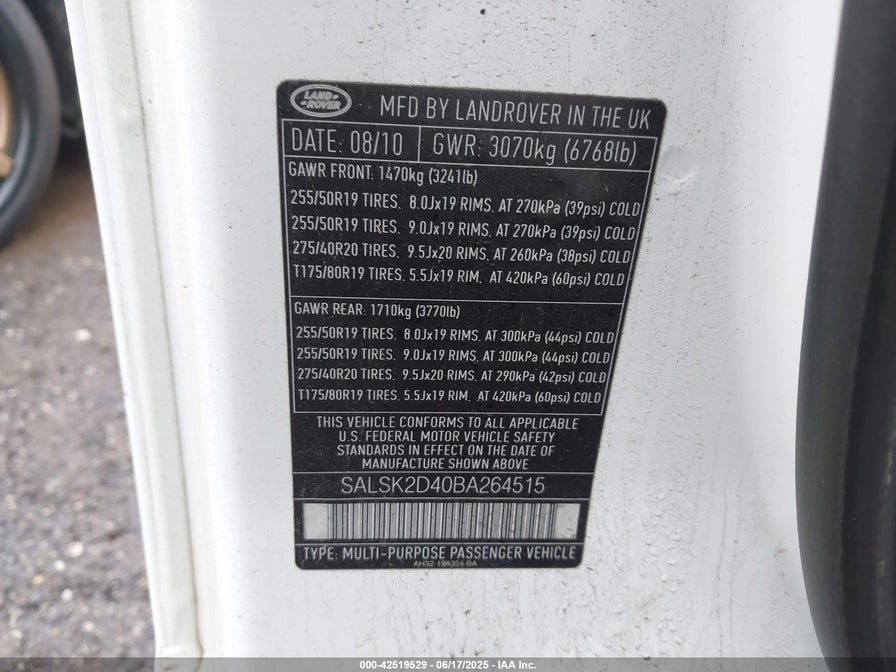 LAND ROVER
MFD BY LANDROVER IN THE UK
DATE: 08/10 GWR: 3070kg (6768lb)
GAWR FRONT: 1470kg (3241lb)
255/50R19 TIRES. 8.0Jx19 RIMS. AT 270kPa (39psi) COLD
255/50R19 TIRES. 9.0Jx19 RIMS. AT 270kPa (39psi) COLD
275/40R20 TIRES. 9.5Jx20 RIMS. AT 260kPa (38psi) COLD
T175/80R19 TIRES. 5.5Jx19 RIM. AT 420kPa (60psi) COLD
GAWR REAR: 1710kg (3770lb)
255/50R19 TIRES. 8.0Jx19 RIMS. AT 300kPa (44psi) COLD
255/50R19 TIRES. 9.0Jx19 RIMS. AT 300kPa (44psi) COLD
275/40R20 TIRES. 9.5Jx20 RIMS. AT 290kPa (42psi) COLD
T175/80R19 TIRES. 5.5Jx19 RIM. AT 420kPa (60psi) COLD
THIS VEHICLE CONFORMS TO ALL APPLICABLE
U.S. FEDERAL MOTOR VEHICLE SAFETY
STANDARDS IN EFFECT ON THE DATE OF
MANUFACTURE SHOWN ABOVE
SALSK2D40BA264515
TYPE: MULTI-PURPOSE PASSENGER VEHICLE
AH32-19A354-BA
000-42519529 - 06/17/2025 - © IAA Inc.